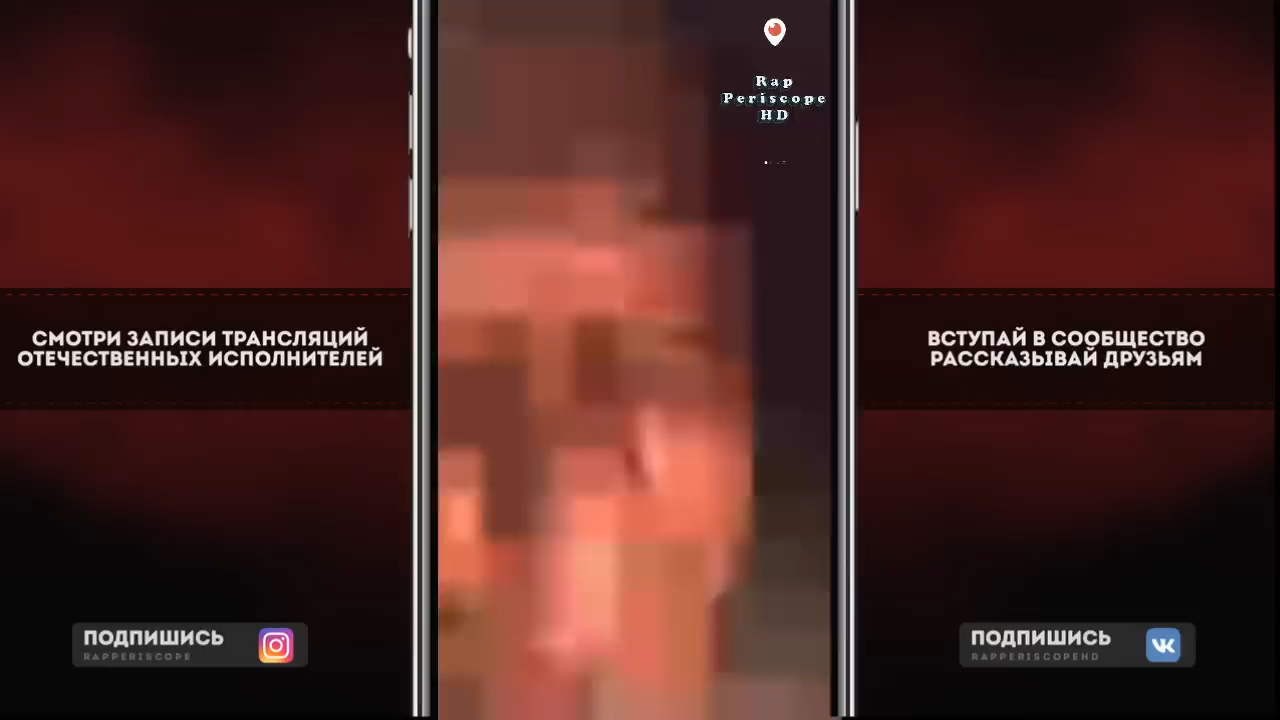 Rap
Periscope
HD
СМОТРИ ЗАПИСИ ТРАНСЛЯЦИЙ
ОТЕЧЕСТВЕННЫХ ИСПОЛНИТЕЛЕЙ
ВСТУПАЙ В СООБЩЕСТВО
РАССКАЗЫВАЙ ДРУЗЬЯМ
ПОДПИШИСЬ
RAPPERISCOPE
ПОДПИШИСЬ
RAPPERISCOPEHD